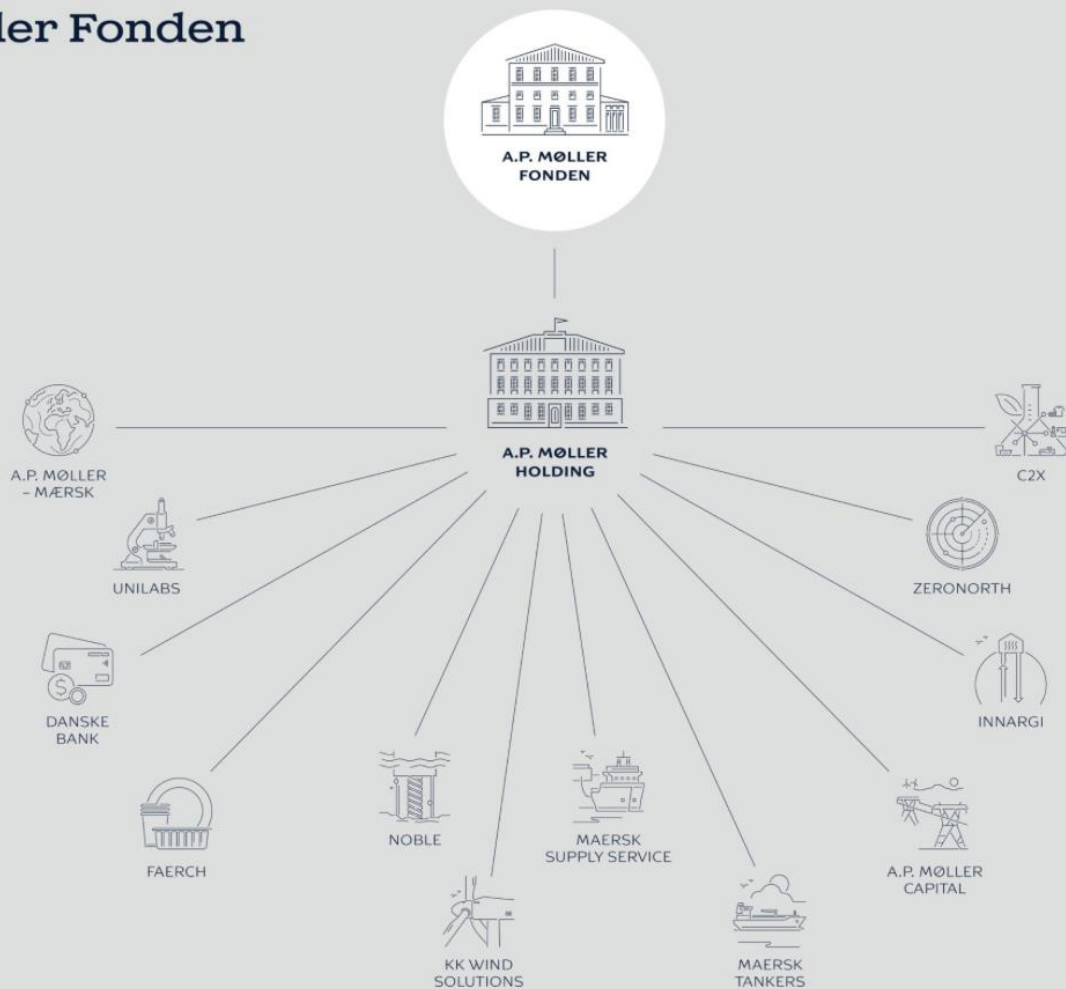 ler Fonden
A.P. MØLLER
FONDEN
A.P. MØLLER
HOLDING
A.P. MØLLER
– MÆRSK
C2X
UNILABS
ZERONORTH
DANSKE
BANK
INNARGI
FAERCH
NOBLE
MAERSK
SUPPLY SERVICE
A.P. MØLLER
CAPITAL
KK WIND
SOLUTIONS
MAERSK
TANKERS